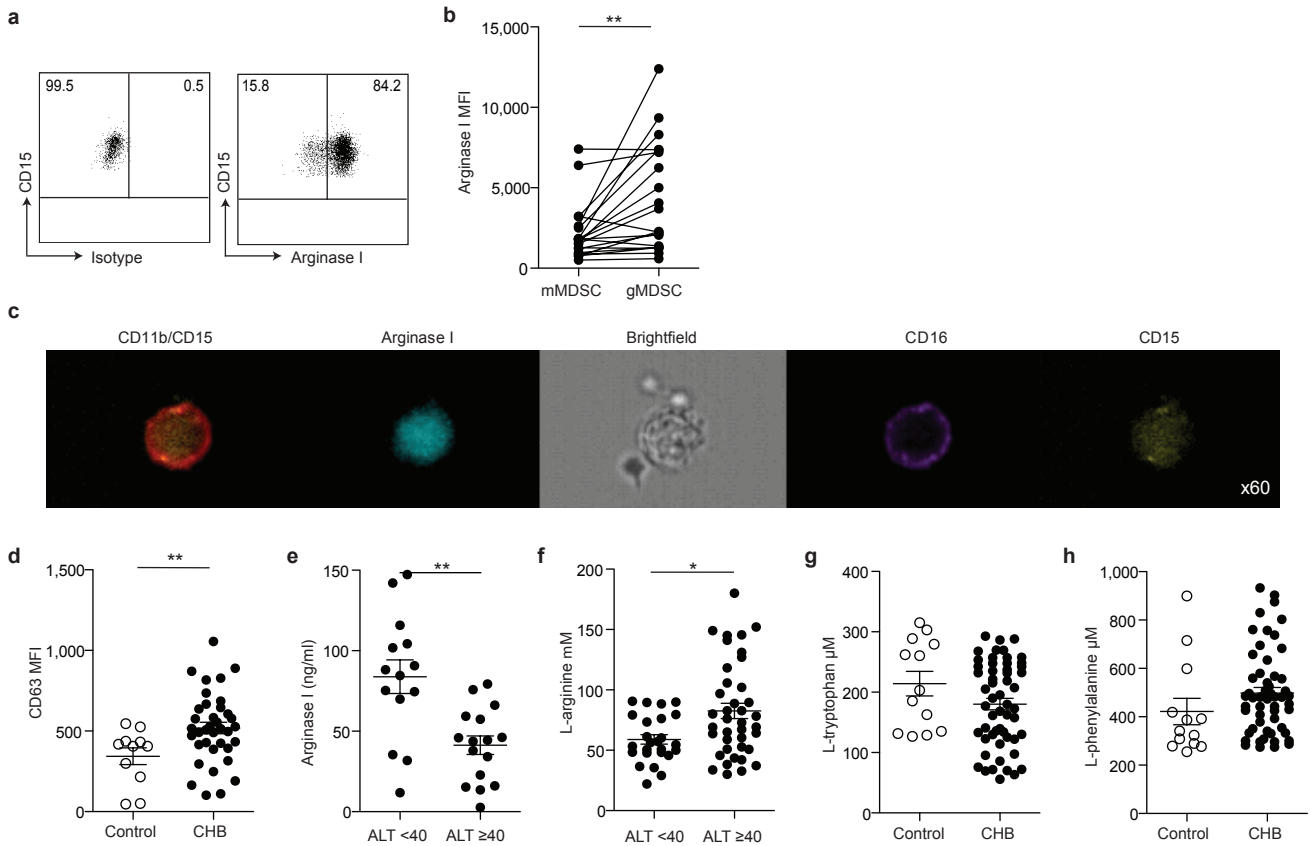 a
99.5 0.5
CD15
Isotype
15.8 84.2
CD15
Arginase I
b
**
15,000
10,000
5,000
0
Arginase I MFI
mMDSC gMDSC
c
CD11b/CD15 Arginase I Brightfield CD16 CD15
x60
d
**
1,500
1,000
500
0
CD63 MFI
Control CHB
e
**
150
100
50
0
Arginase I (ng/ml)
ALT <40 ALT ≥40
f
*
200
150
100
50
0
L-arginine mM
ALT <40 ALT ≥40
g
400
300
200
100
0
L-tryptophan µM
Control CHB
h
1,000
800
600
400
200
0
L-phenylalanine µM
Control CHB